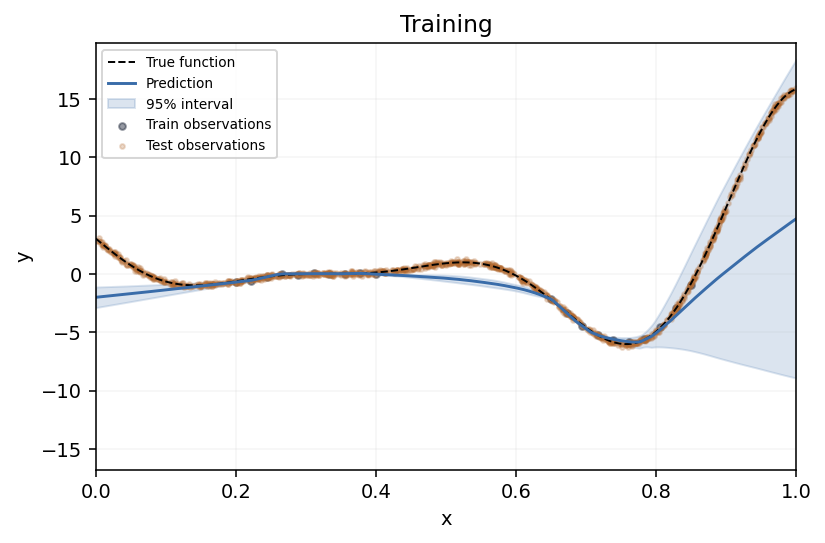 Training
True function
Prediction
95% interval
Train observations
Test observations
15
10
5
0
−5
−10
−15
y
0.0 0.2 0.4 0.6 0.8 1.0
x